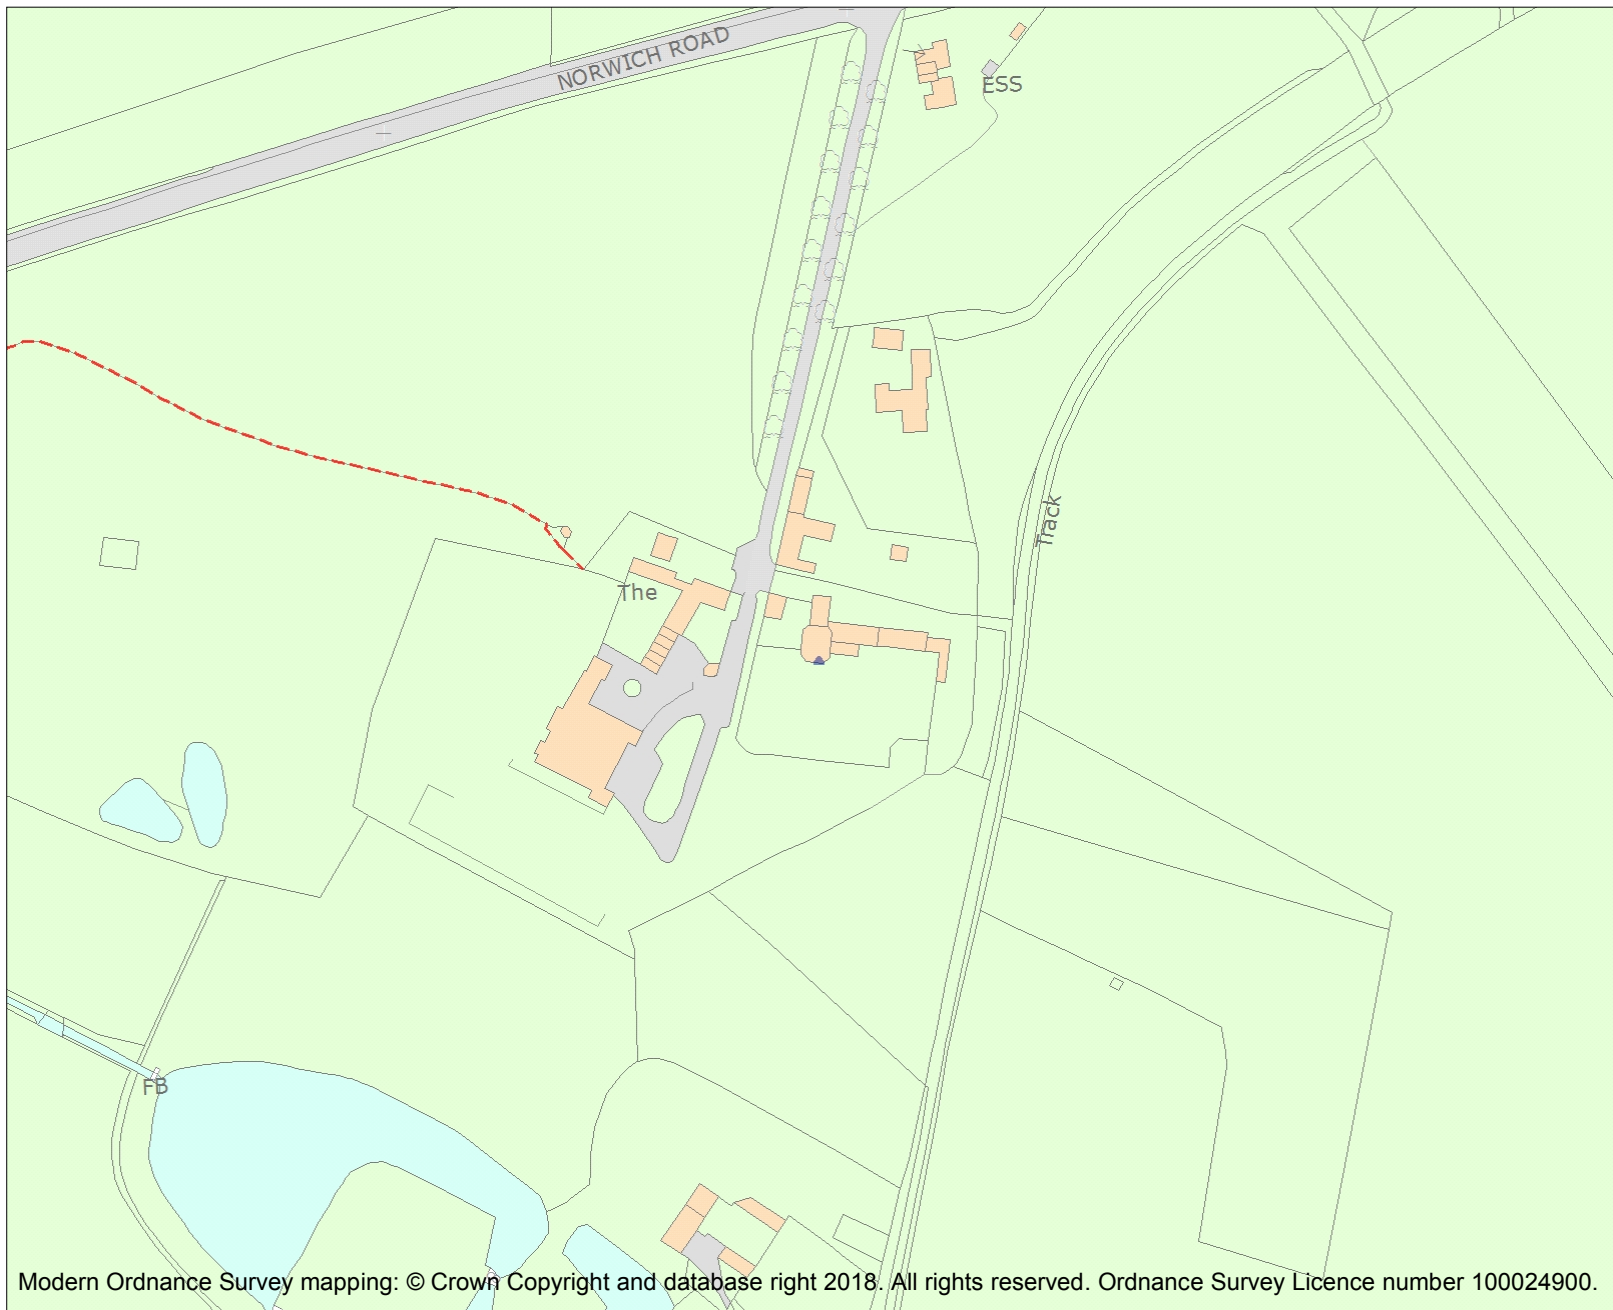 NORWICH ROAD
ESS
Track
The
FB
Modern Ordnance Survey mapping: © Crown Copyright and database right 2018. All rights reserved. Ordnance Survey Licence number 100024900.